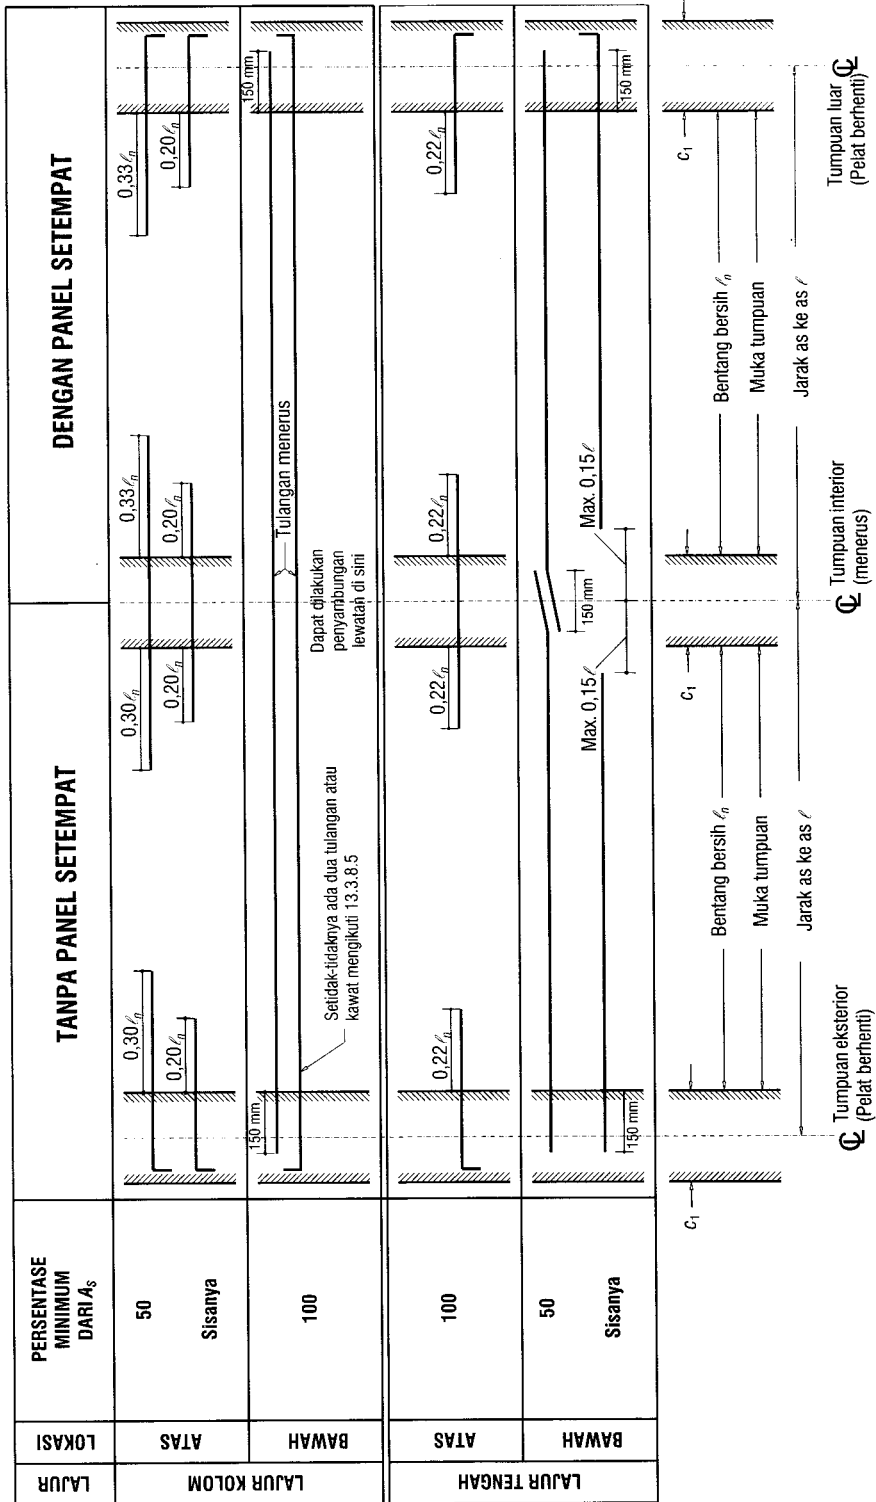 LAJUR
LOKASI
PERSENTASE
MINIMUM
DARI Aₛ
TANPA PANEL SETEMPAT
DENGAN PANEL SETEMPAT
LAJUR KOLOM
ATAS
50
Sisanya
0,30ℓₙ
0,30ℓₙ
0,33ℓₙ
0,33ℓₙ
0,20ℓₙ
0,20ℓₙ
0,20ℓₙ
0,20ℓₙ
BAWAH
100
150 mm
Setidak-tidaknya ada dua tulangan atau
kawat mengikuti 13.3.8.5
Tulangan menerus
Dapat dilakukan
penyambungan
lewatan di sini
150 mm
LAJUR TENGAH
ATAS
100
0,22ℓₙ
0,22ℓₙ
0,22ℓₙ
0,22ℓₙ
BAWAH
50
Sisanya
150 mm
Max. 0,15ℓ
150 mm
Max. 0,15ℓ
150 mm
c₁
c₁
c₁
Bentang bersih ℓₙ
Bentang bersih ℓₙ
Muka tumpuan
Muka tumpuan
Jarak as ke as ℓ
Jarak as ke as ℓ
℄ Tumpuan eksterior
(Pelat berhenti)
℄ Tumpuan interior
(menerus)
Tumpuan luar ℄
(Pelat berhenti)